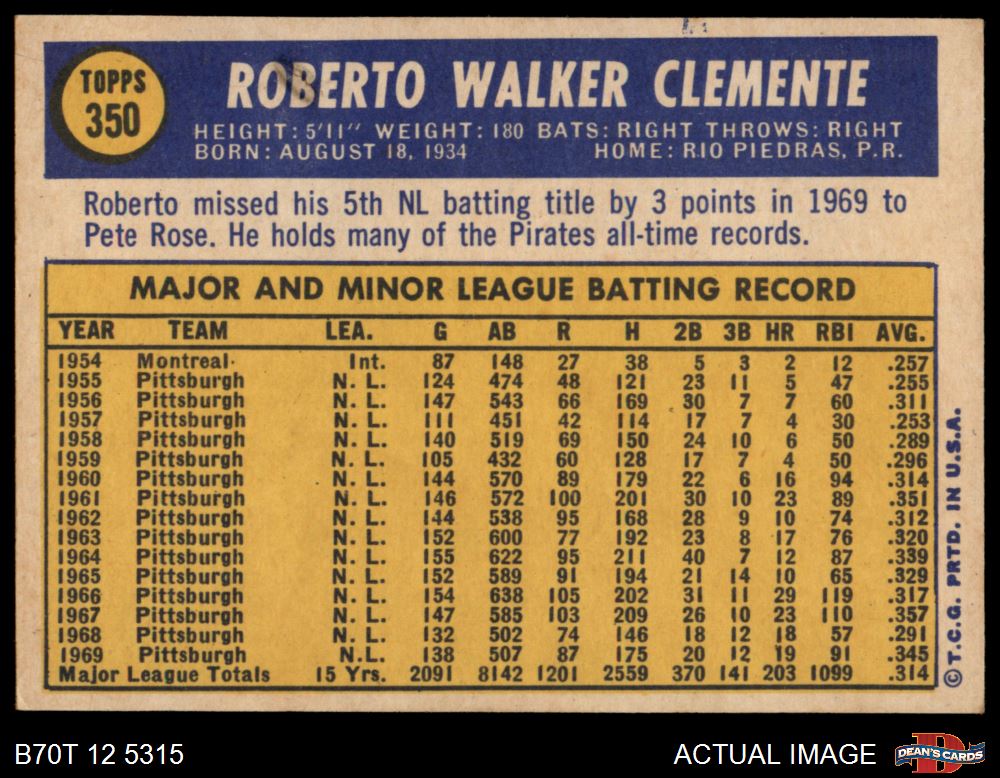 TOPPS
350
ROBERTO WALKER CLEMENTE
HEIGHT: 5'11" WEIGHT: 180 BATS: RIGHT THROWS: RIGHT
BORN: AUGUST 18, 1934 HOME: RIO PIEDRAS, P.R.
Roberto missed his 5th NL batting title by 3 points in 1969 to
Pete Rose. He holds many of the Pirates all-time records.
MAJOR AND MINOR LEAGUE BATTING RECORD
YEAR TEAM LEA. G AB R H 2B 3B HR RBI AVG.
1954 Montreal Int. 87 148 27 38 5 3 2 12 .257
1955 Pittsburgh N. L. 124 474 48 121 23 11 5 47 .255
1956 Pittsburgh N. L. 147 543 66 169 30 7 7 60 .311
1957 Pittsburgh N. L. 111 451 42 114 17 7 4 30 .253
1958 Pittsburgh N. L. 140 519 69 150 24 10 6 50 .289
1959 Pittsburgh N. L. 105 432 60 128 17 7 4 50 .296
1960 Pittsburgh N. L. 144 570 89 179 22 6 16 94 .314
1961 Pittsburgh N. L. 146 572 100 201 30 10 23 89 .351
1962 Pittsburgh N. L. 144 538 95 168 28 9 10 74 .312
1963 Pittsburgh N. L. 152 600 77 192 23 8 17 76 .320
1964 Pittsburgh N. L. 155 622 95 211 40 7 12 87 .339
1965 Pittsburgh N. L. 152 589 91 194 21 14 10 65 .329
1966 Pittsburgh N. L. 154 638 105 202 31 11 29 119 .317
1967 Pittsburgh N. L. 147 585 103 209 26 10 23 110 .357
1968 Pittsburgh N. L. 132 502 74 146 18 12 18 57 .291
1969 Pittsburgh N.L. 138 507 87 175 20 12 19 91 .345
Major League Totals 15 Yrs. 2091 8142 1201 2559 370 141 203 1099 .314
©T.C.G. PRTD. IN U.S.A.
B70T 12 5315
ACTUAL IMAGE
D
DEAN'S CARDS